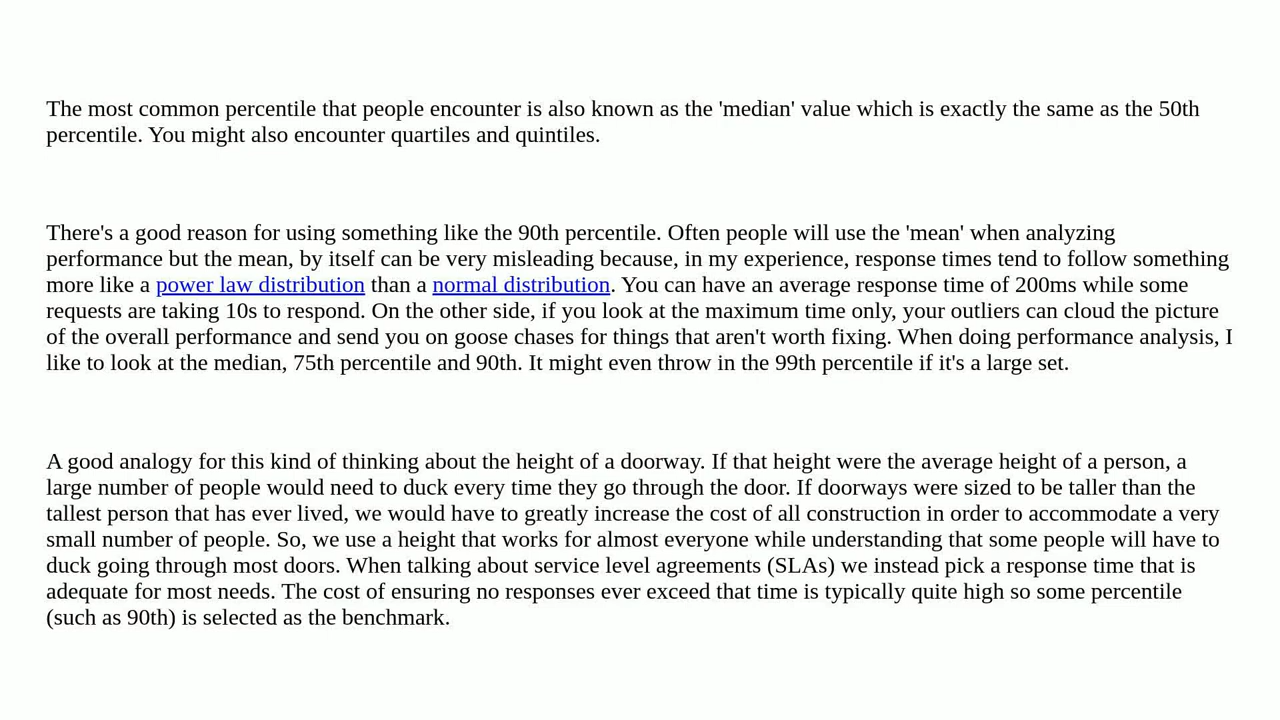 The most common percentile that people encounter is also known as the 'median' value which is exactly the same as the 50th
percentile. You might also encounter quartiles and quintiles.
There's a good reason for using something like the 90th percentile. Often people will use the 'mean' when analyzing
performance but the mean, by itself can be very misleading because, in my experience, response times tend to follow something
more like a power law distribution than a normal distribution. You can have an average response time of 200ms while some
requests are taking 10s to respond. On the other side, if you look at the maximum time only, your outliers can cloud the picture
of the overall performance and send you on goose chases for things that aren't worth fixing. When doing performance analysis, I
like to look at the median, 75th percentile and 90th. It might even throw in the 99th percentile if it's a large set.
A good analogy for this kind of thinking about the height of a doorway. If that height were the average height of a person, a
large number of people would need to duck every time they go through the door. If doorways were sized to be taller than the
tallest person that has ever lived, we would have to greatly increase the cost of all construction in order to accommodate a very
small number of people. So, we use a height that works for almost everyone while understanding that some people will have to
duck going through most doors. When talking about service level agreements (SLAs) we instead pick a response time that is
adequate for most needs. The cost of ensuring no responses ever exceed that time is typically quite high so some percentile
(such as 90th) is selected as the benchmark.